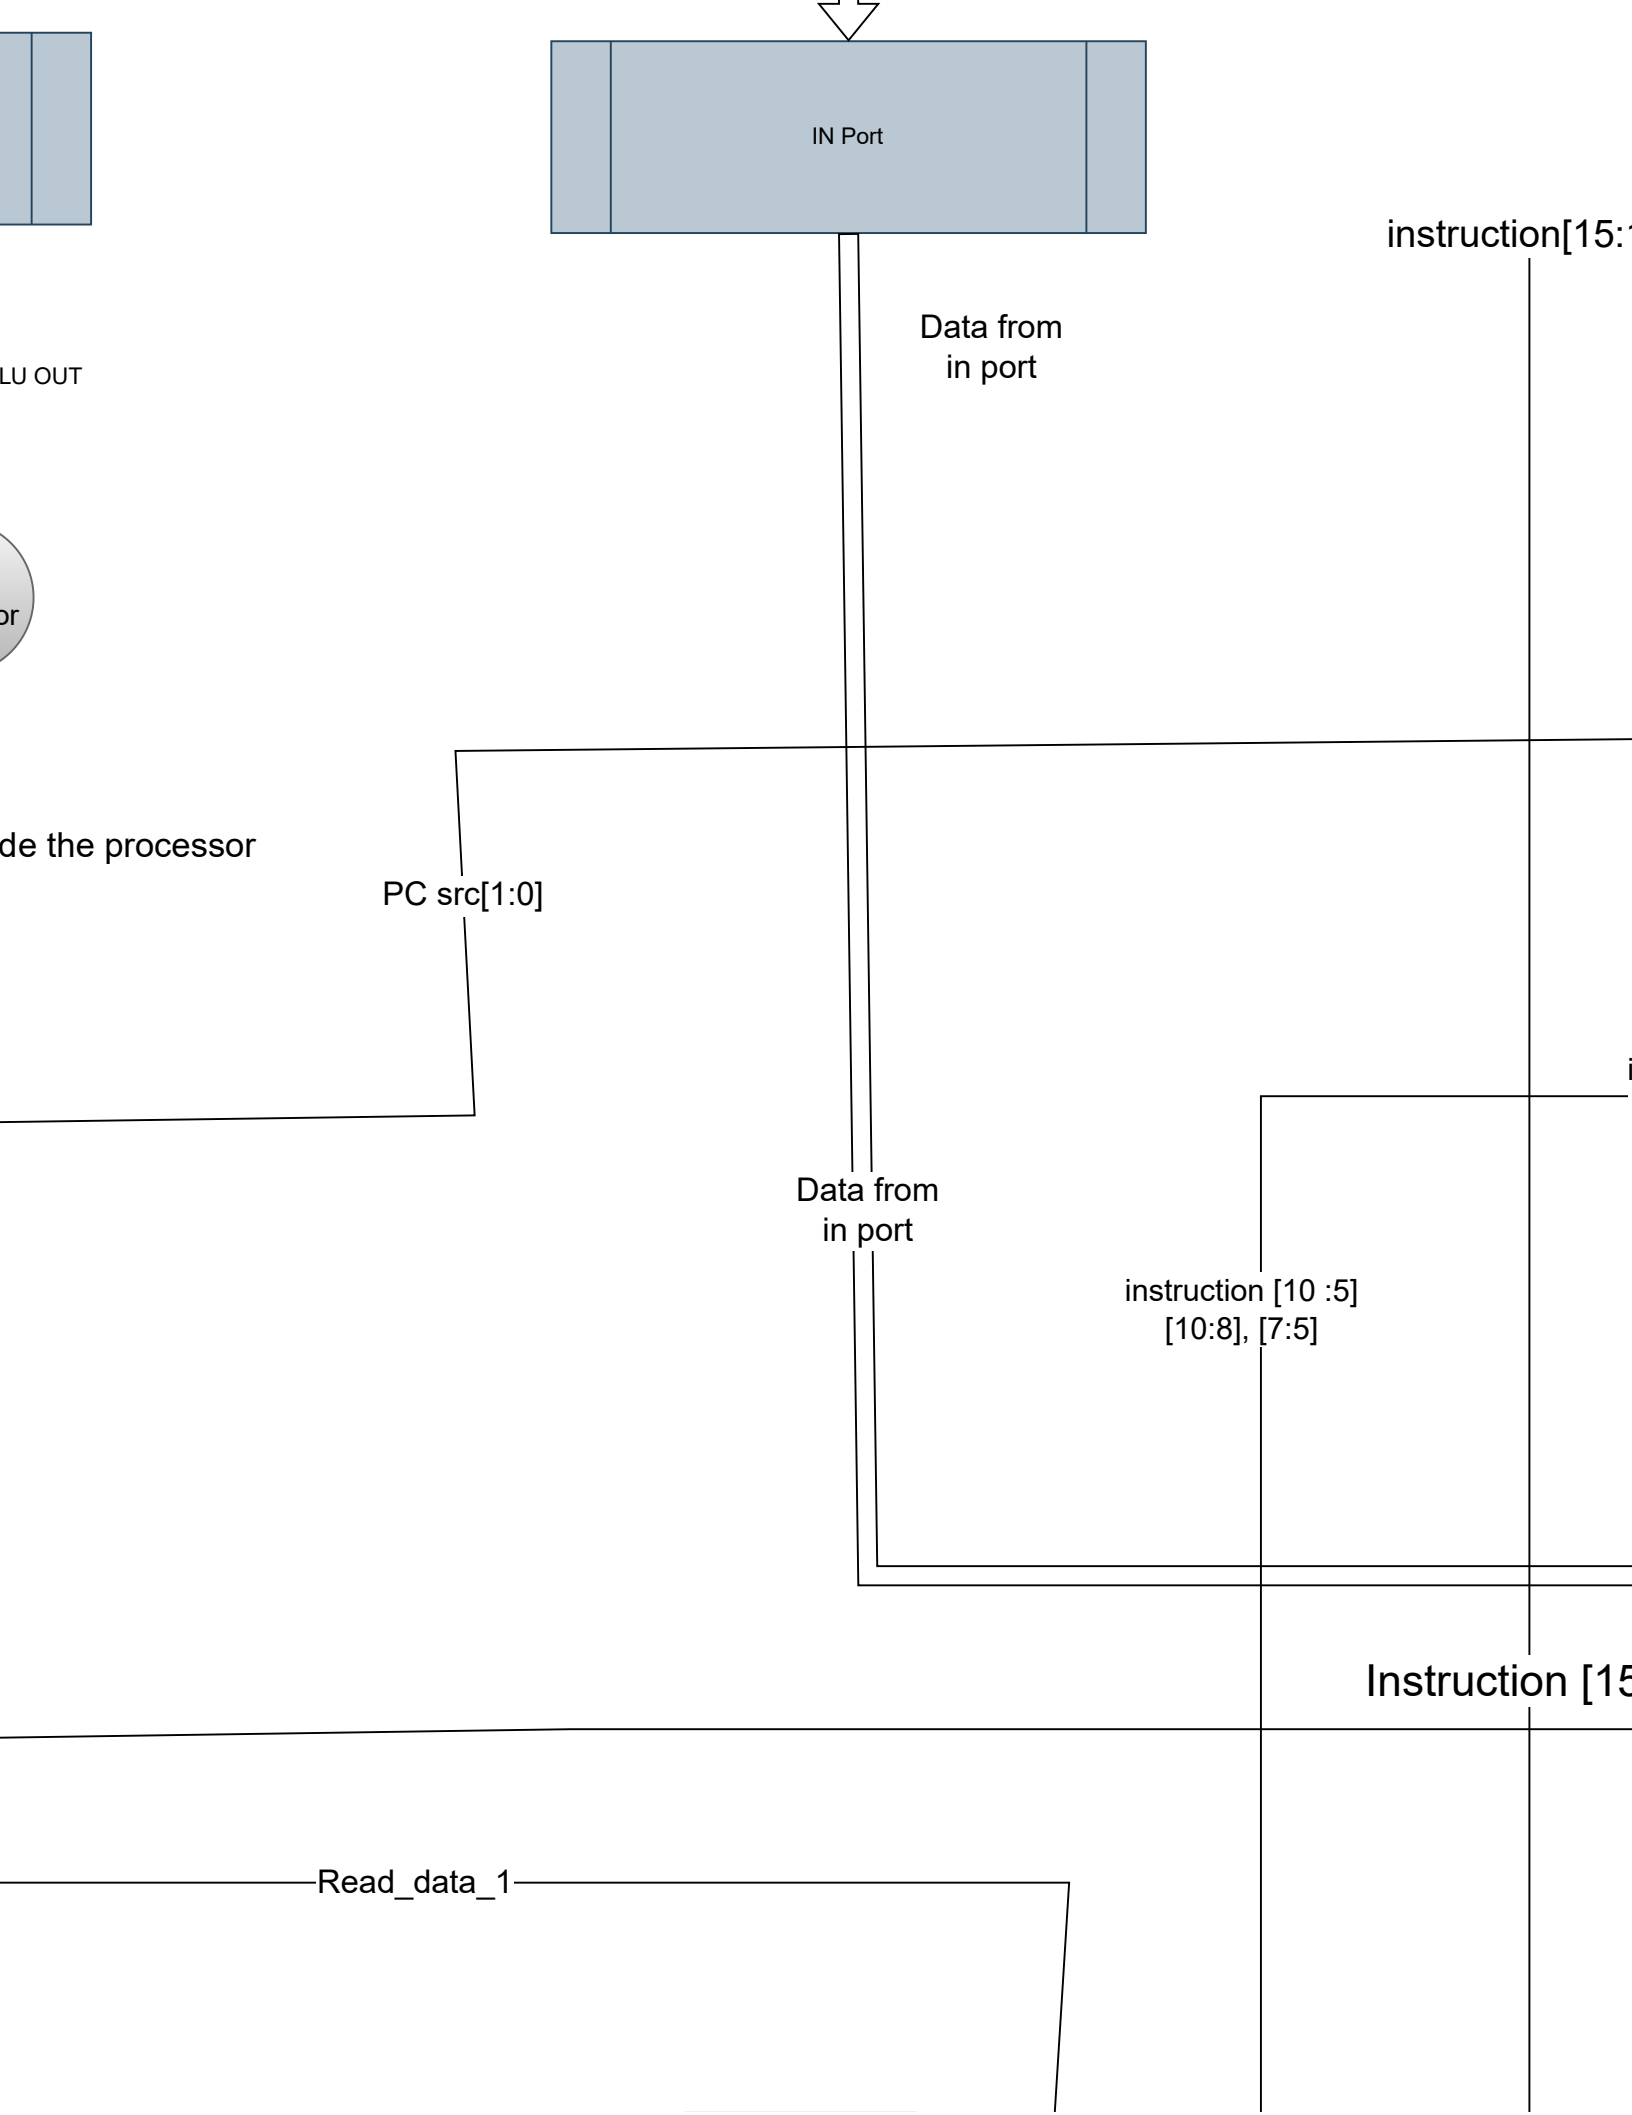 IN Port
instruction[15:
Data from
in port
LU OUT
or
de the processor
PC src[1:0]
Data from
in port
instruction [10 :5]
[10:8], [7:5]
Instruction [15
Read_data_1